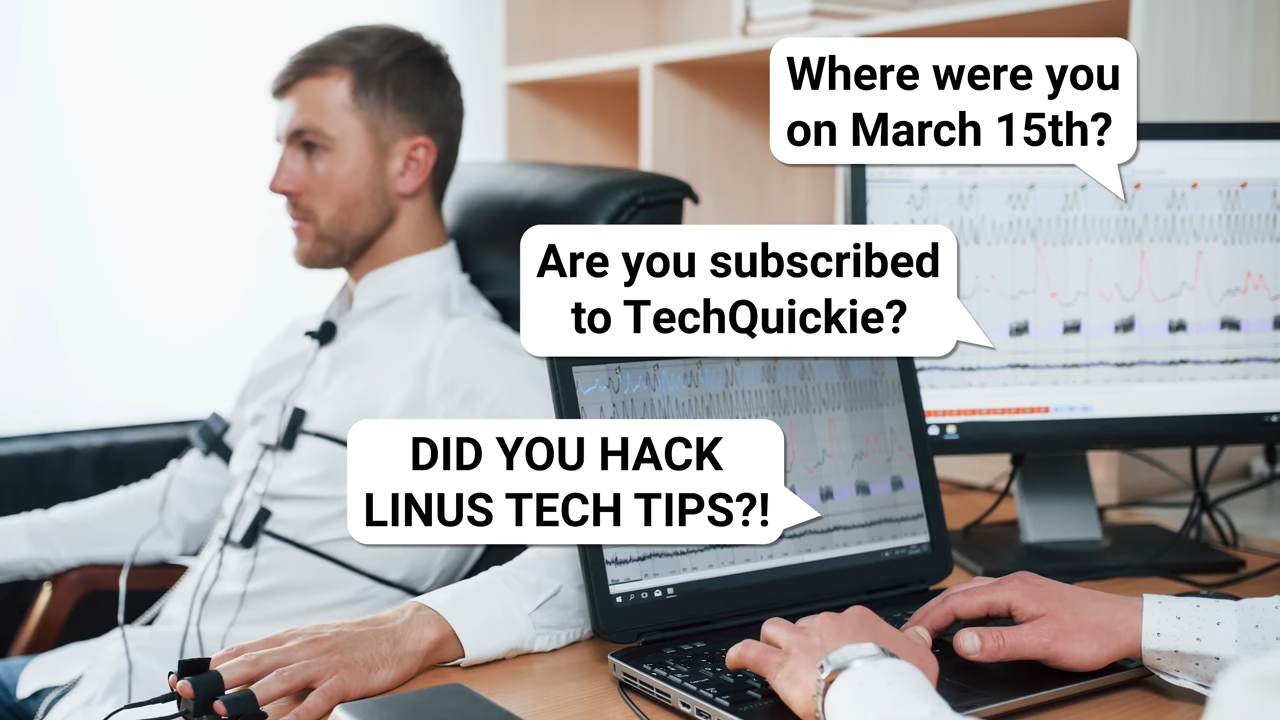 Where were you
on March 15th?
Are you subscribed
to TechQuickie?
DID YOU HACK
LINUS TECH TIPS?!